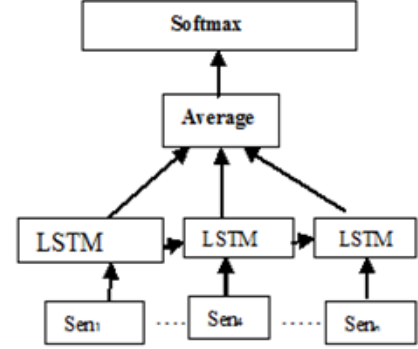 Softmax
Average
LSTM LSTM LSTM
Sen₁ ...... Sen₄ ...... Senₙ